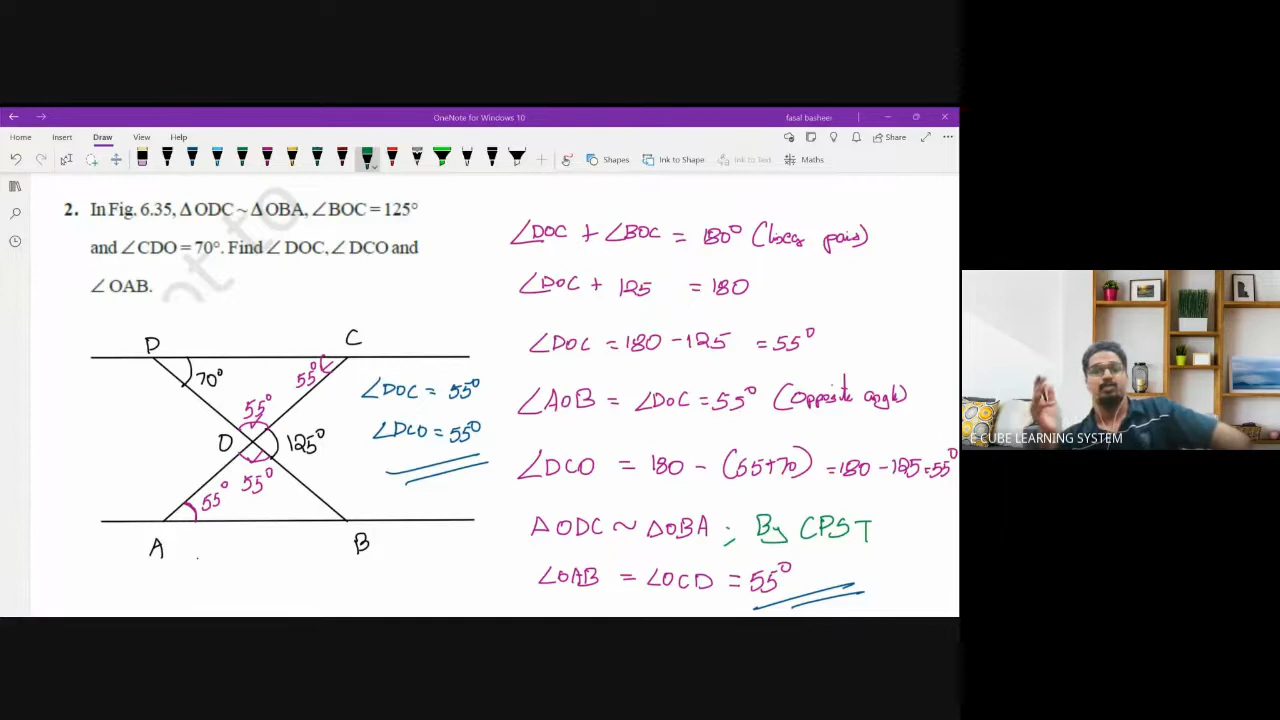 OneNote for Windows 10
fasal basheer
Home Insert Draw View Help
Share
Shapes Ink to Shape Ink to Text Maths
2. In Fig. 6.35, Δ ODC ~ Δ OBA, ∠ BOC = 125°
and ∠ CDO = 70°. Find ∠ DOC, ∠ DCO and
∠ OAB.
D
C
70°
55°
55°
O
125°
55°
55°
A
B
∠DOC = 55°
∠DCO = 55°
∠DOC + ∠BOC = 180° (linear pair)
∠DOC + 125 = 180
∠DOC = 180 - 125 = 55°
∠AOB = ∠DOC = 55° (opposite angle)
∠DCO = 180 - (55+70) = 180 - 125 = 55°
ΔODC ~ ΔOBA ; By CPST
∠OAB = ∠OCD = 55°
E CUBE LEARNING SYSTEM